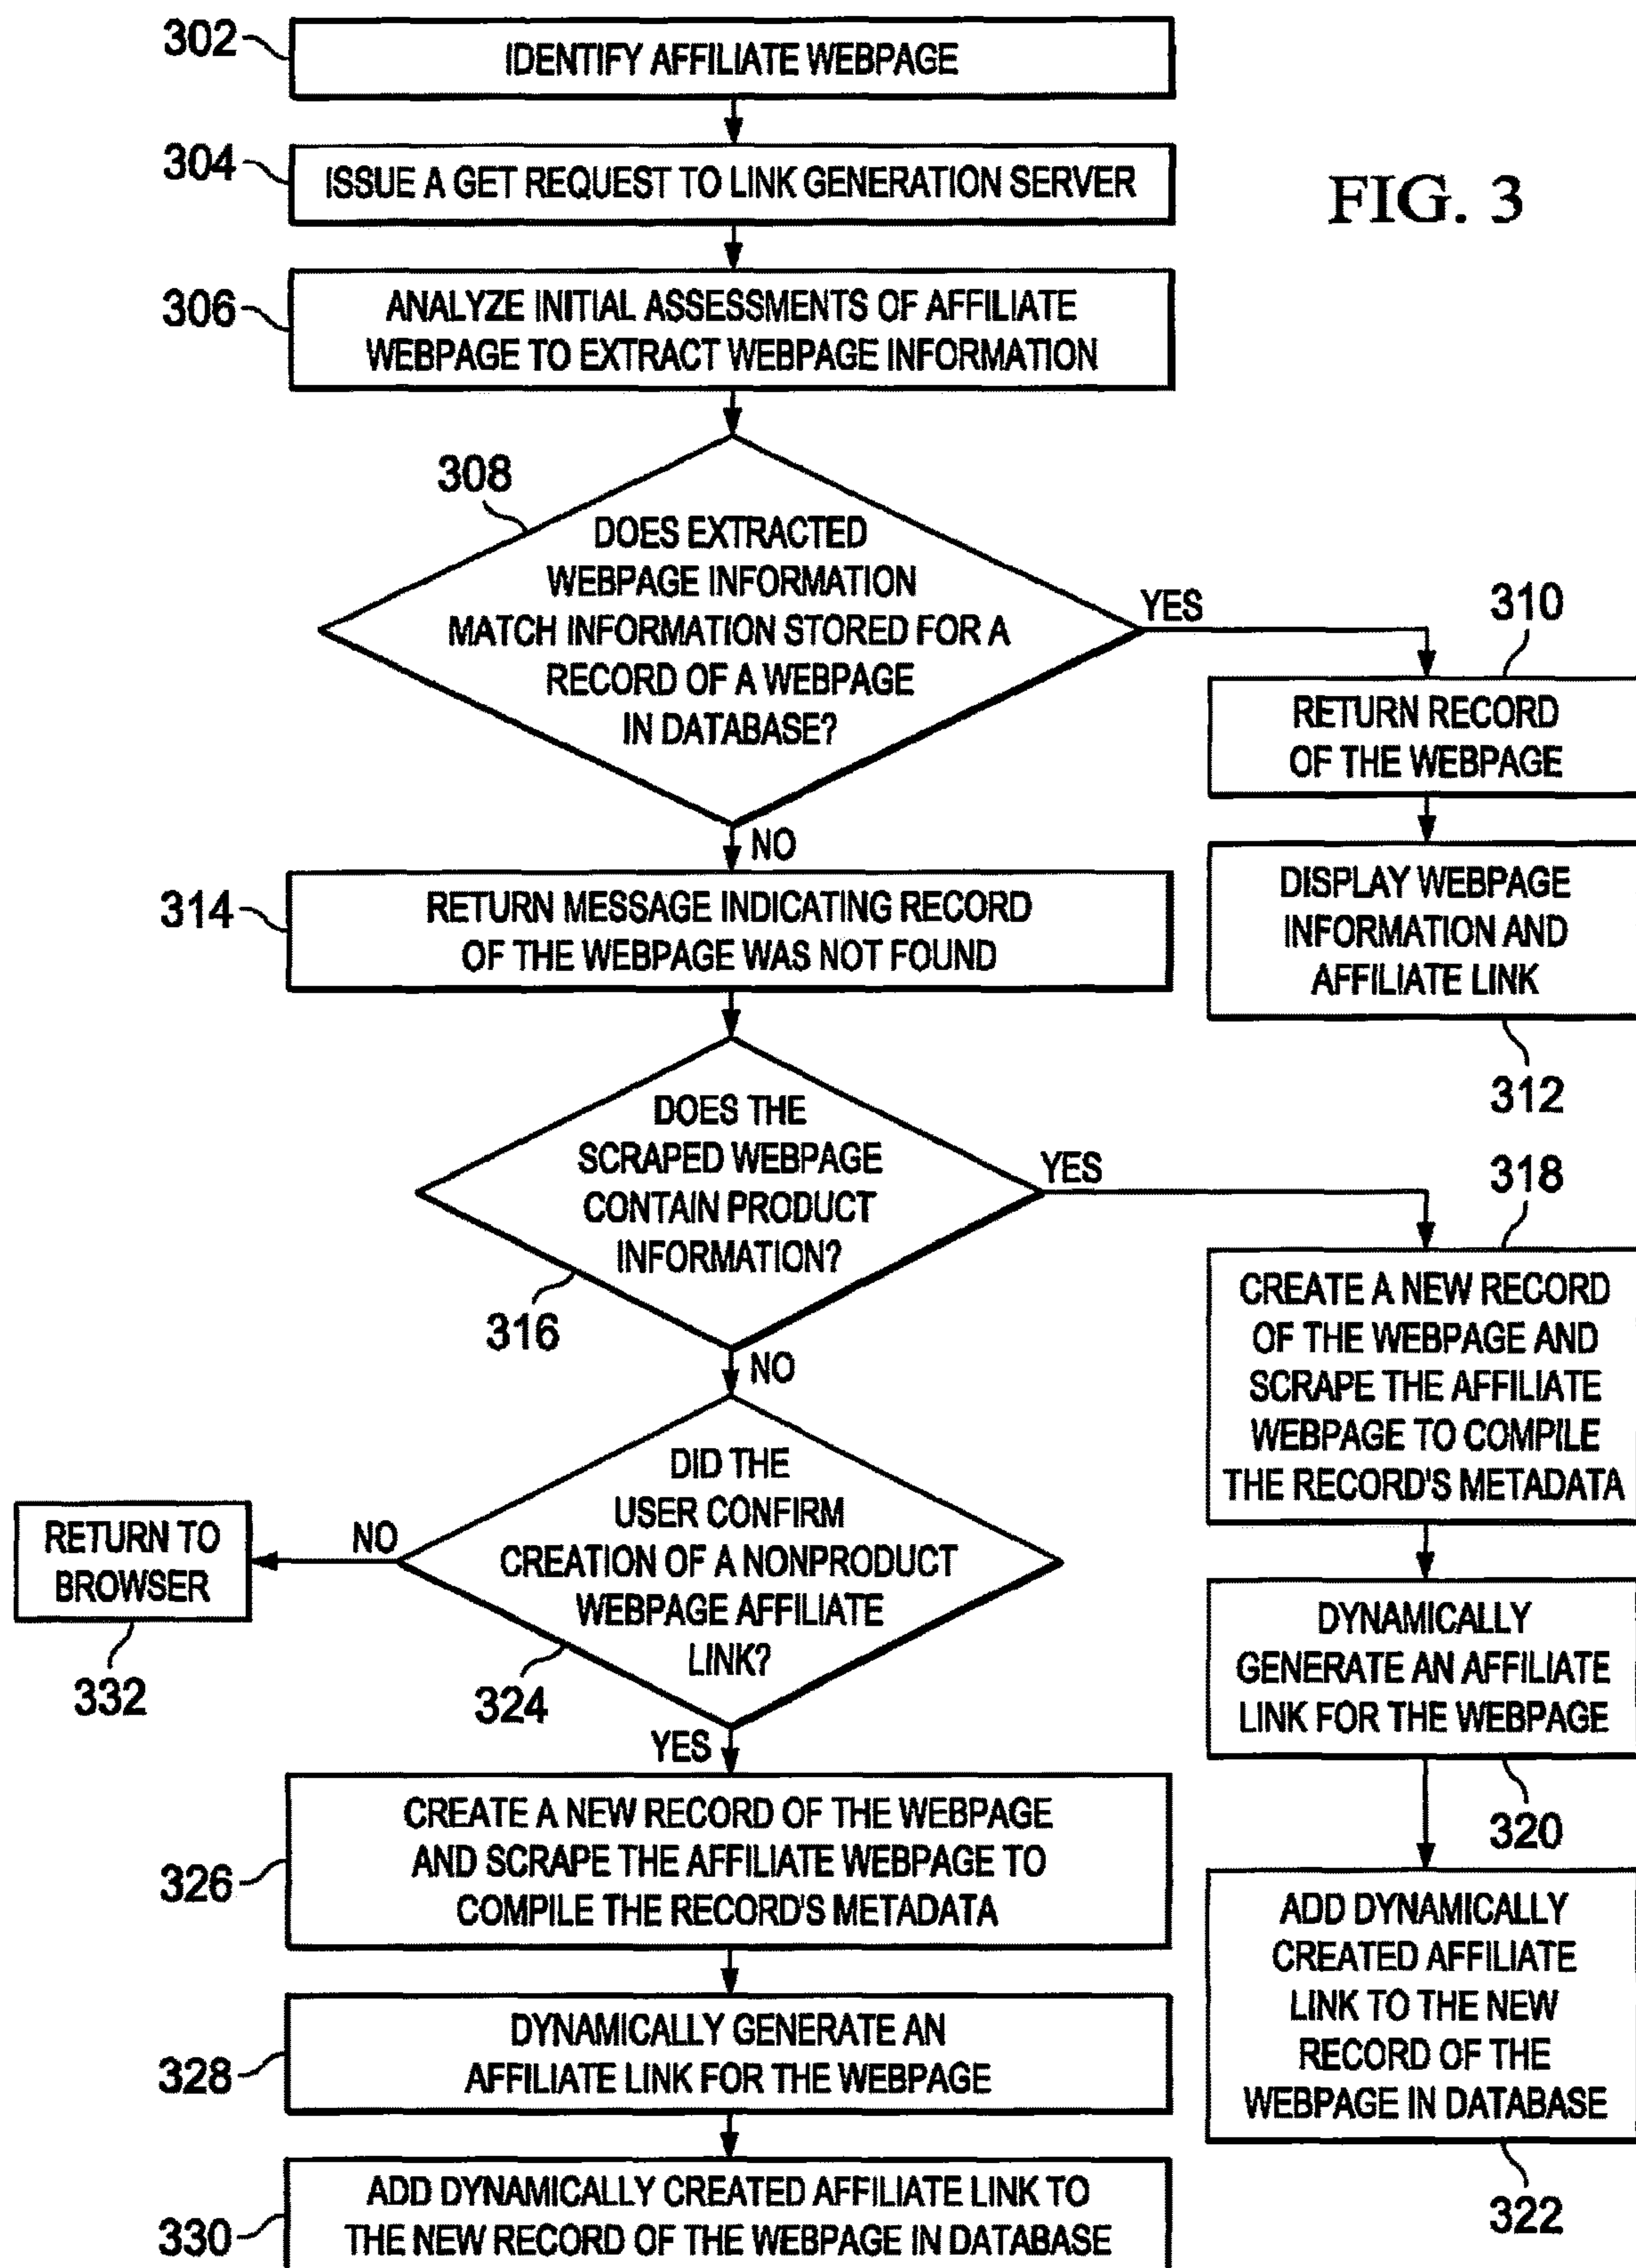 302
IDENTIFY AFFILIATE WEBPAGE
304
ISSUE A GET REQUEST TO LINK GENERATION SERVER
FIG. 3
306
ANALYZE INITIAL ASSESSMENTS OF AFFILIATE
WEBPAGE TO EXTRACT WEBPAGE INFORMATION
308
DOES EXTRACTED
WEBPAGE INFORMATION
MATCH INFORMATION STORED FOR A
RECORD OF A WEBPAGE
IN DATABASE?
YES
310
RETURN RECORD
OF THE WEBPAGE
DISPLAY WEBPAGE
INFORMATION AND
AFFILIATE LINK
312
NO
314
RETURN MESSAGE INDICATING RECORD
OF THE WEBPAGE WAS NOT FOUND
DOES THE
SCRAPED WEBPAGE
CONTAIN PRODUCT
INFORMATION?
316
YES
318
CREATE A NEW RECORD
OF THE WEBPAGE AND
SCRAPE THE AFFILIATE
WEBPAGE TO COMPILE
THE RECORD'S METADATA
DYNAMICALLY
GENERATE AN AFFILIATE
LINK FOR THE WEBPAGE
320
ADD DYNAMICALLY
CREATED AFFILIATE
LINK TO THE NEW
RECORD OF THE
WEBPAGE IN DATABASE
322
NO
DID THE
USER CONFIRM
CREATION OF A NONPRODUCT
WEBPAGE AFFILIATE
LINK?
324
NO
RETURN TO
BROWSER
332
YES
326
CREATE A NEW RECORD OF THE WEBPAGE
AND SCRAPE THE AFFILIATE WEBPAGE TO
COMPILE THE RECORD'S METADATA
328
DYNAMICALLY GENERATE AN
AFFILIATE LINK FOR THE WEBPAGE
330
ADD DYNAMICALLY CREATED AFFILIATE LINK TO
THE NEW RECORD OF THE WEBPAGE IN DATABASE